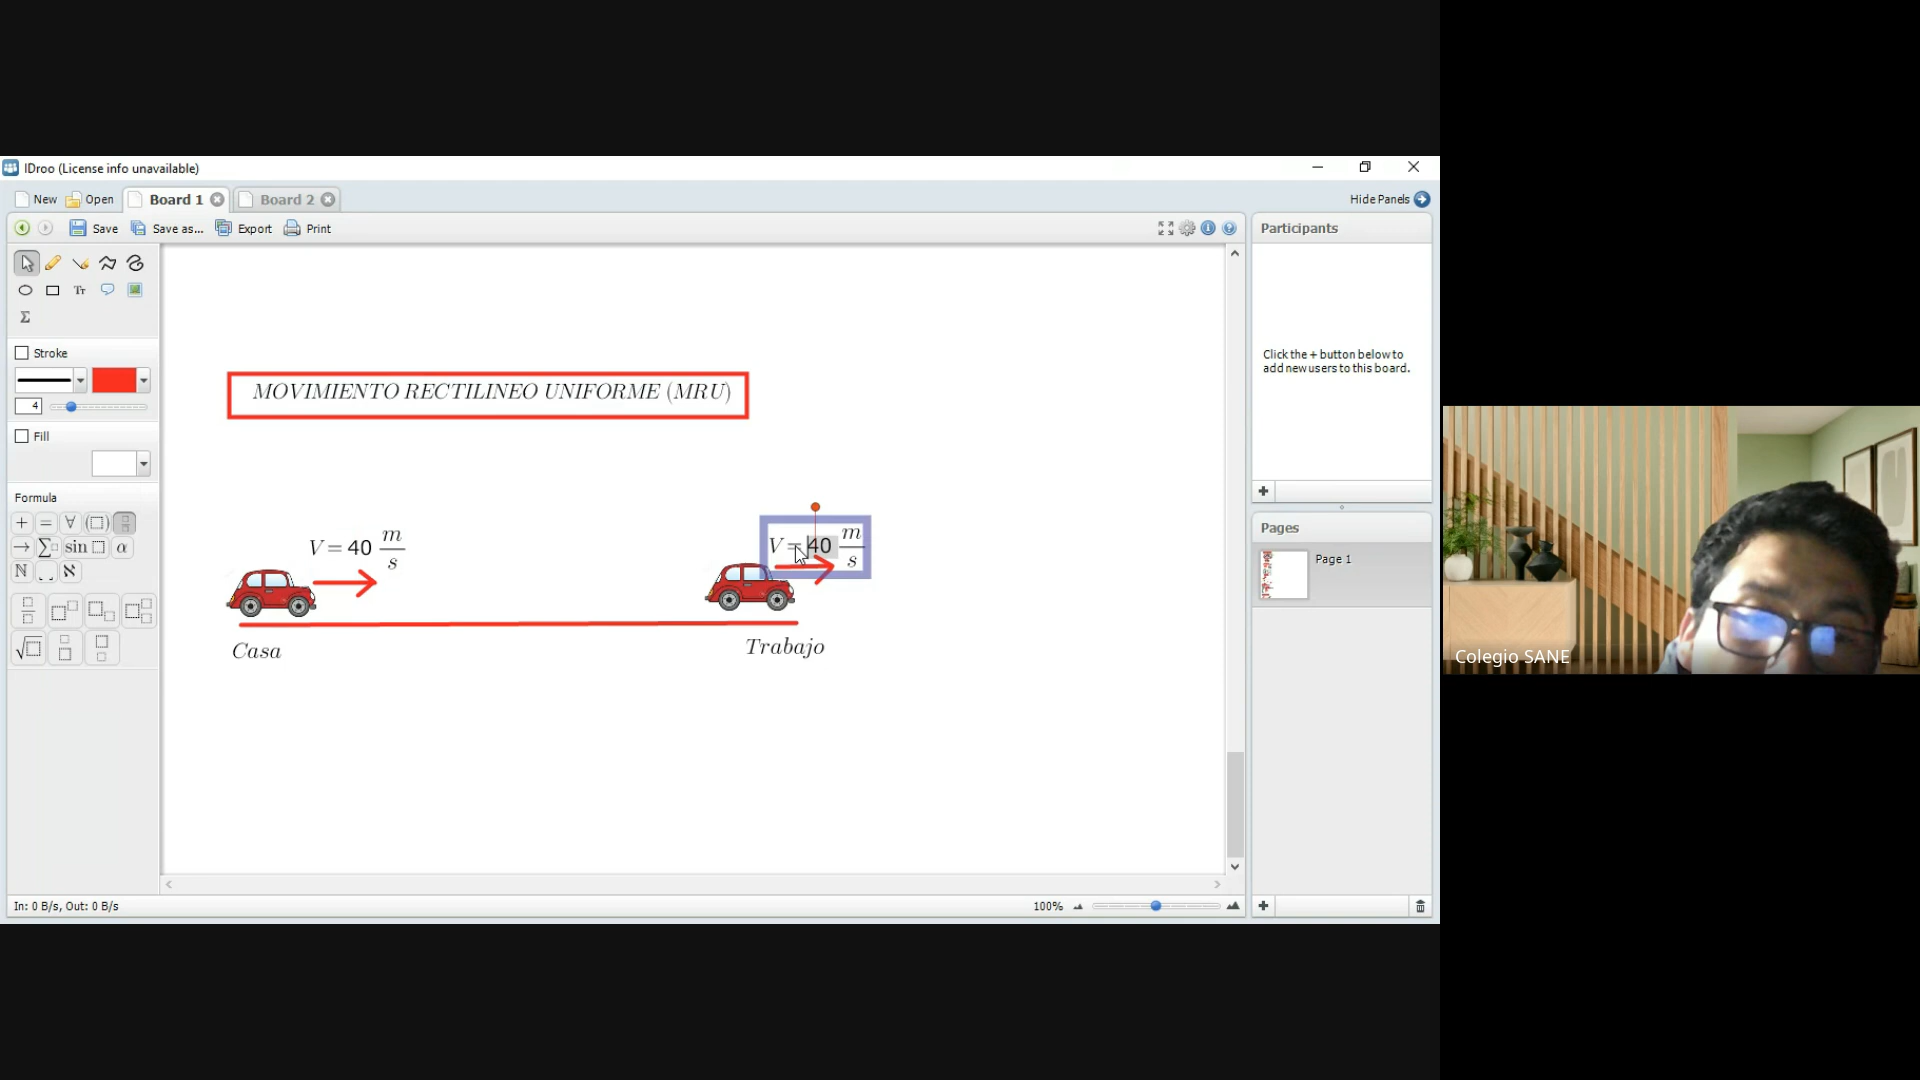 IDroo (License info unavailable)
New Open Board 1 Board 2 Hide Panels
Save Save as... Export Print
Participants
Click the + button below to
add new users to this board.
Tr
Σ
Stroke
4
Fill
Formula
+ = ∀ (□)
→ Σ□ sin□ α
ℕ ℵ
MOVIMIENTO RECTILINEO UNIFORME (MRU)
V = 40 m/s
V = 40 m/s
Casa
Trabajo
Pages
Page 1
Colegio SANE
In: 0 B/s, Out: 0 B/s
100%